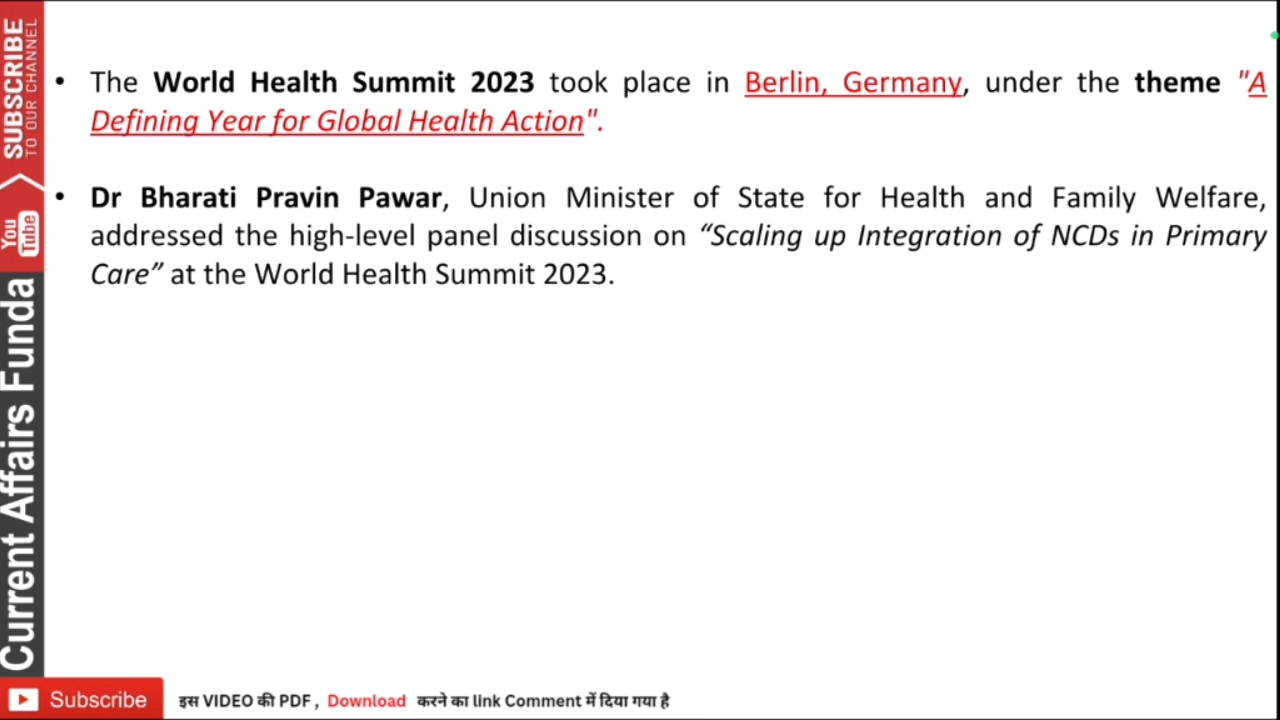 SUBSCRIBE
TO OUR CHANNEL
You
Tube
Current Affairs Funda
• The World Health Summit 2023 took place in Berlin, Germany, under the theme "A
Defining Year for Global Health Action".
• Dr Bharati Pravin Pawar, Union Minister of State for Health and Family Welfare,
addressed the high-level panel discussion on “Scaling up Integration of NCDs in Primary
Care” at the World Health Summit 2023.
Subscribe
इस VIDEO की PDF , Download करने का link Comment में दिया गया है